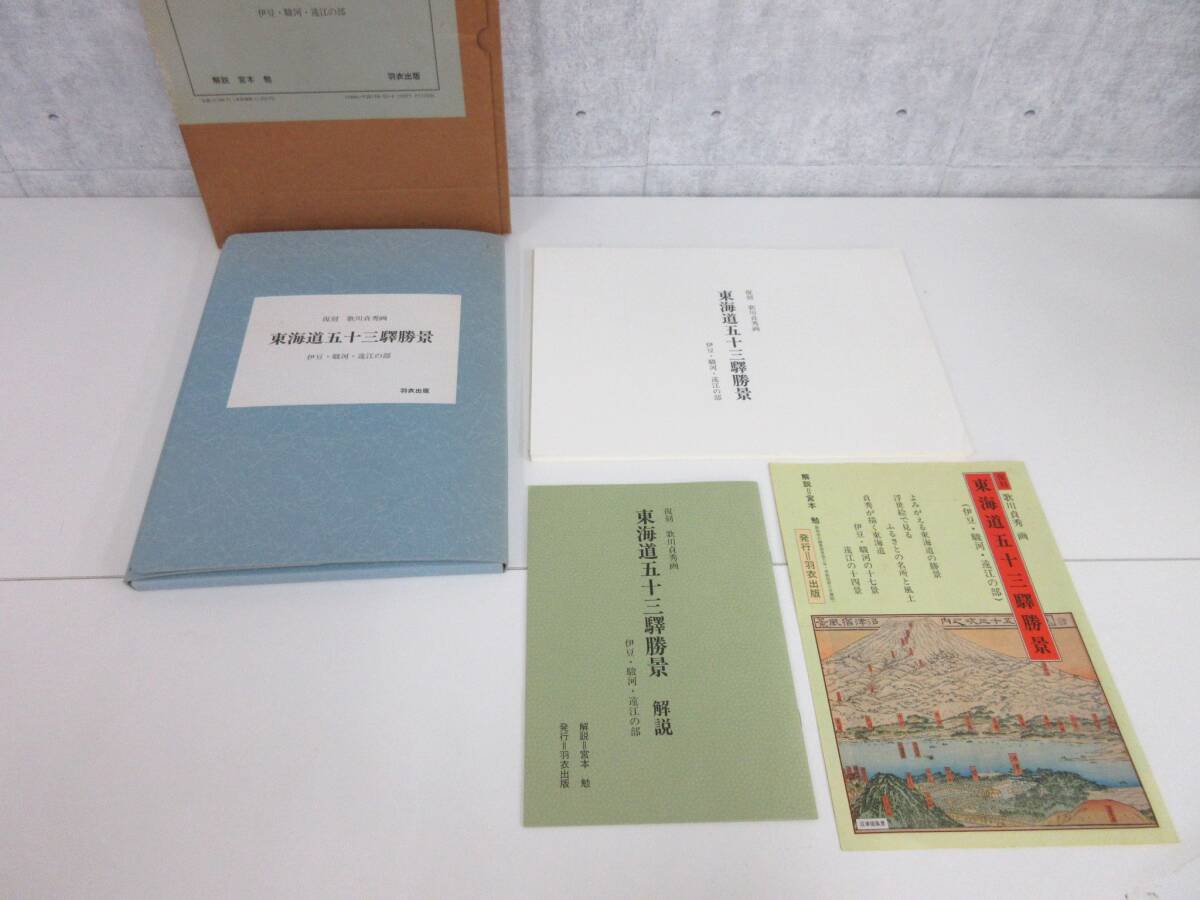 伊豆・駿河・遠江の部
解説 宮本 勉
羽衣出版
復刻 歌川貞秀画
東海道五十三驛勝景
伊豆・駿河・遠江の部
羽衣出版
復刻 歌川貞秀画
東海道五十三驛勝景
伊豆・駿河・遠江の部
復刻 歌川貞秀画
東海道五十三驛勝景 解説
伊豆・駿河・遠江の部
解説=宮本 勉
発行=羽衣出版
復刻 歌川貞秀 画
東海道五十三驛勝景
(伊豆・駿河・遠江の部)
よみがえる東海道の勝景
浮世絵で見る
ふるさとの名所と風土
貞秀が描く東海道
伊豆・駿河の十七景
遠江の十四景
解説=宮本 勉
発行=羽衣出版